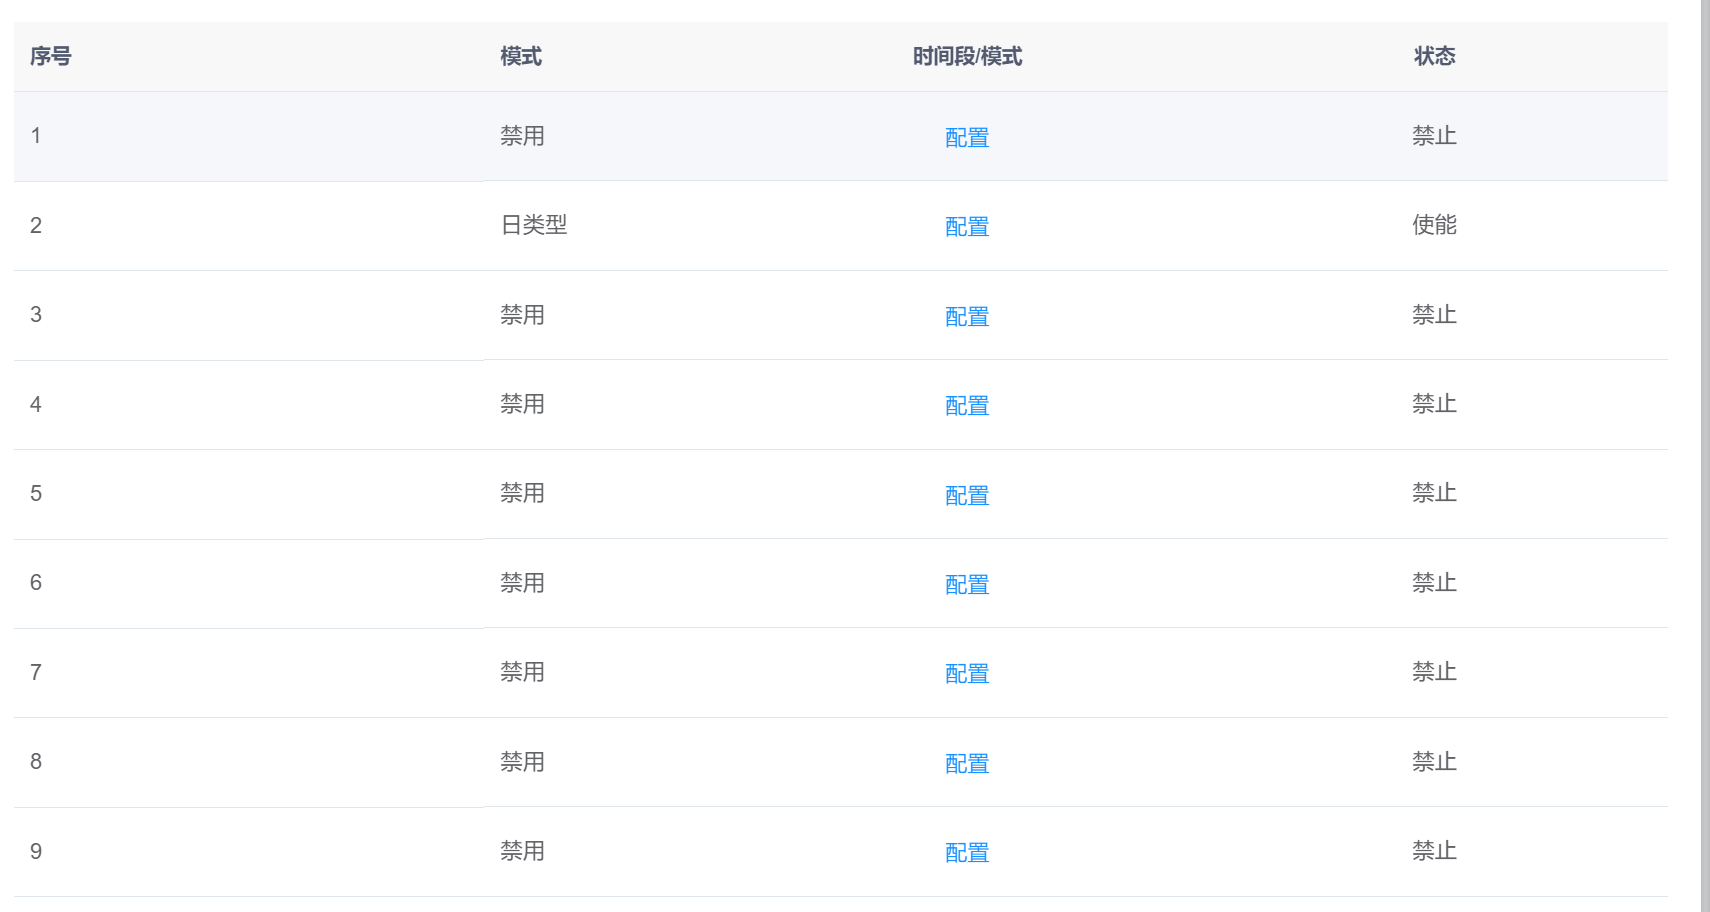 序号 模式 时间段/模式 状态
1 禁用 配置 禁止
2 日类型 配置 使能
3 禁用 配置 禁止
4 禁用 配置 禁止
5 禁用 配置 禁止
6 禁用 配置 禁止
7 禁用 配置 禁止
8 禁用 配置 禁止
9 禁用 配置 禁止